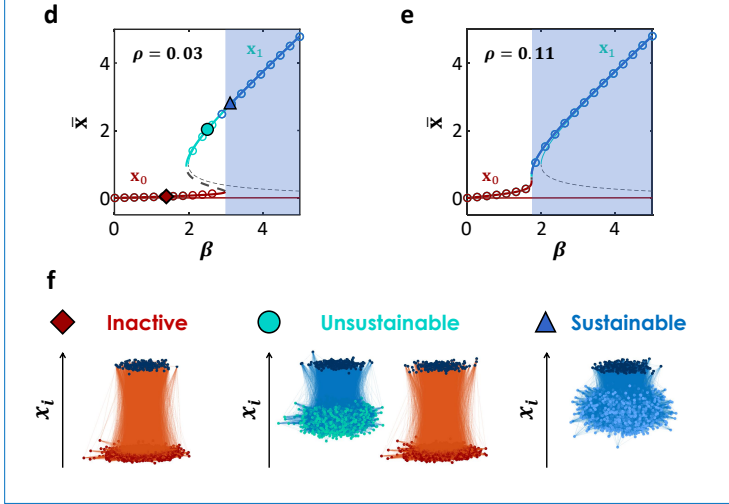 d
ρ = 0.03
x₁
x̄
x₀
4
2
0
0 2 4
β
e
ρ = 0.11
x₁
x̄
x₀
4
2
0
0 2 4
β
f
Inactive
Unsustainable
Sustainable
xᵢ
xᵢ
xᵢ